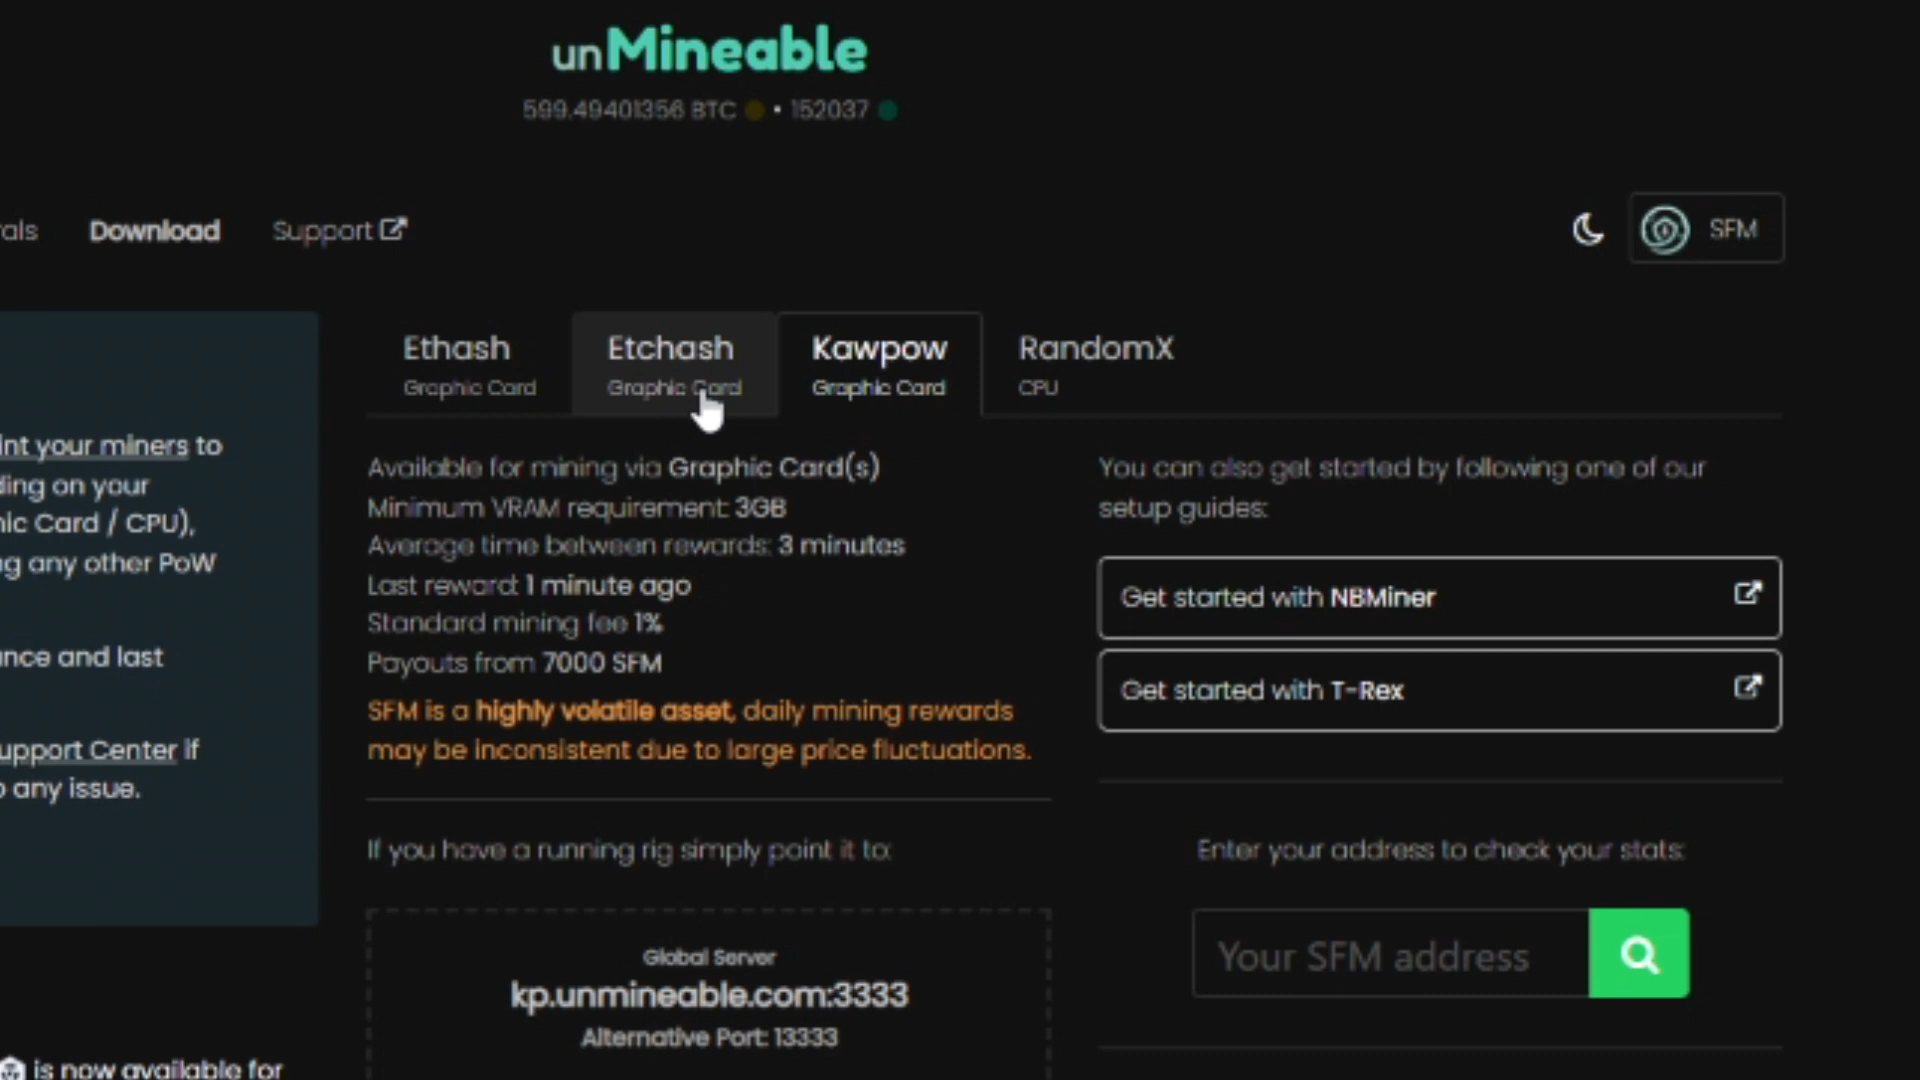 unMineable
599.49401356 BTC • 152037
als Download Support SFM
Ethash Etchash Kawpow RandomX
Graphic Card Graphic Card Graphic Card CPU
int your miners to
ding on your
hic Card / CPU),
ng any other PoW
ance and last
upport Center if
o any issue.
is now available for
Available for mining via Graphic Card(s)
Minimum VRAM requirement: 3GB
Average time between rewards: 3 minutes
Last reward: 1 minute ago
Standard mining fee 1%
Payouts from 7000 SFM
SFM is a highly volatile asset, daily mining rewards
may be inconsistent due to large price fluctuations.
If you have a running rig simply point it to:
Global Server
kp.unmineable.com:3333
Alternative Port: 13333
You can also get started by following one of our
setup guides:
Get started with NBMiner
Get started with T-Rex
Enter your address to check your stats:
Your SFM address